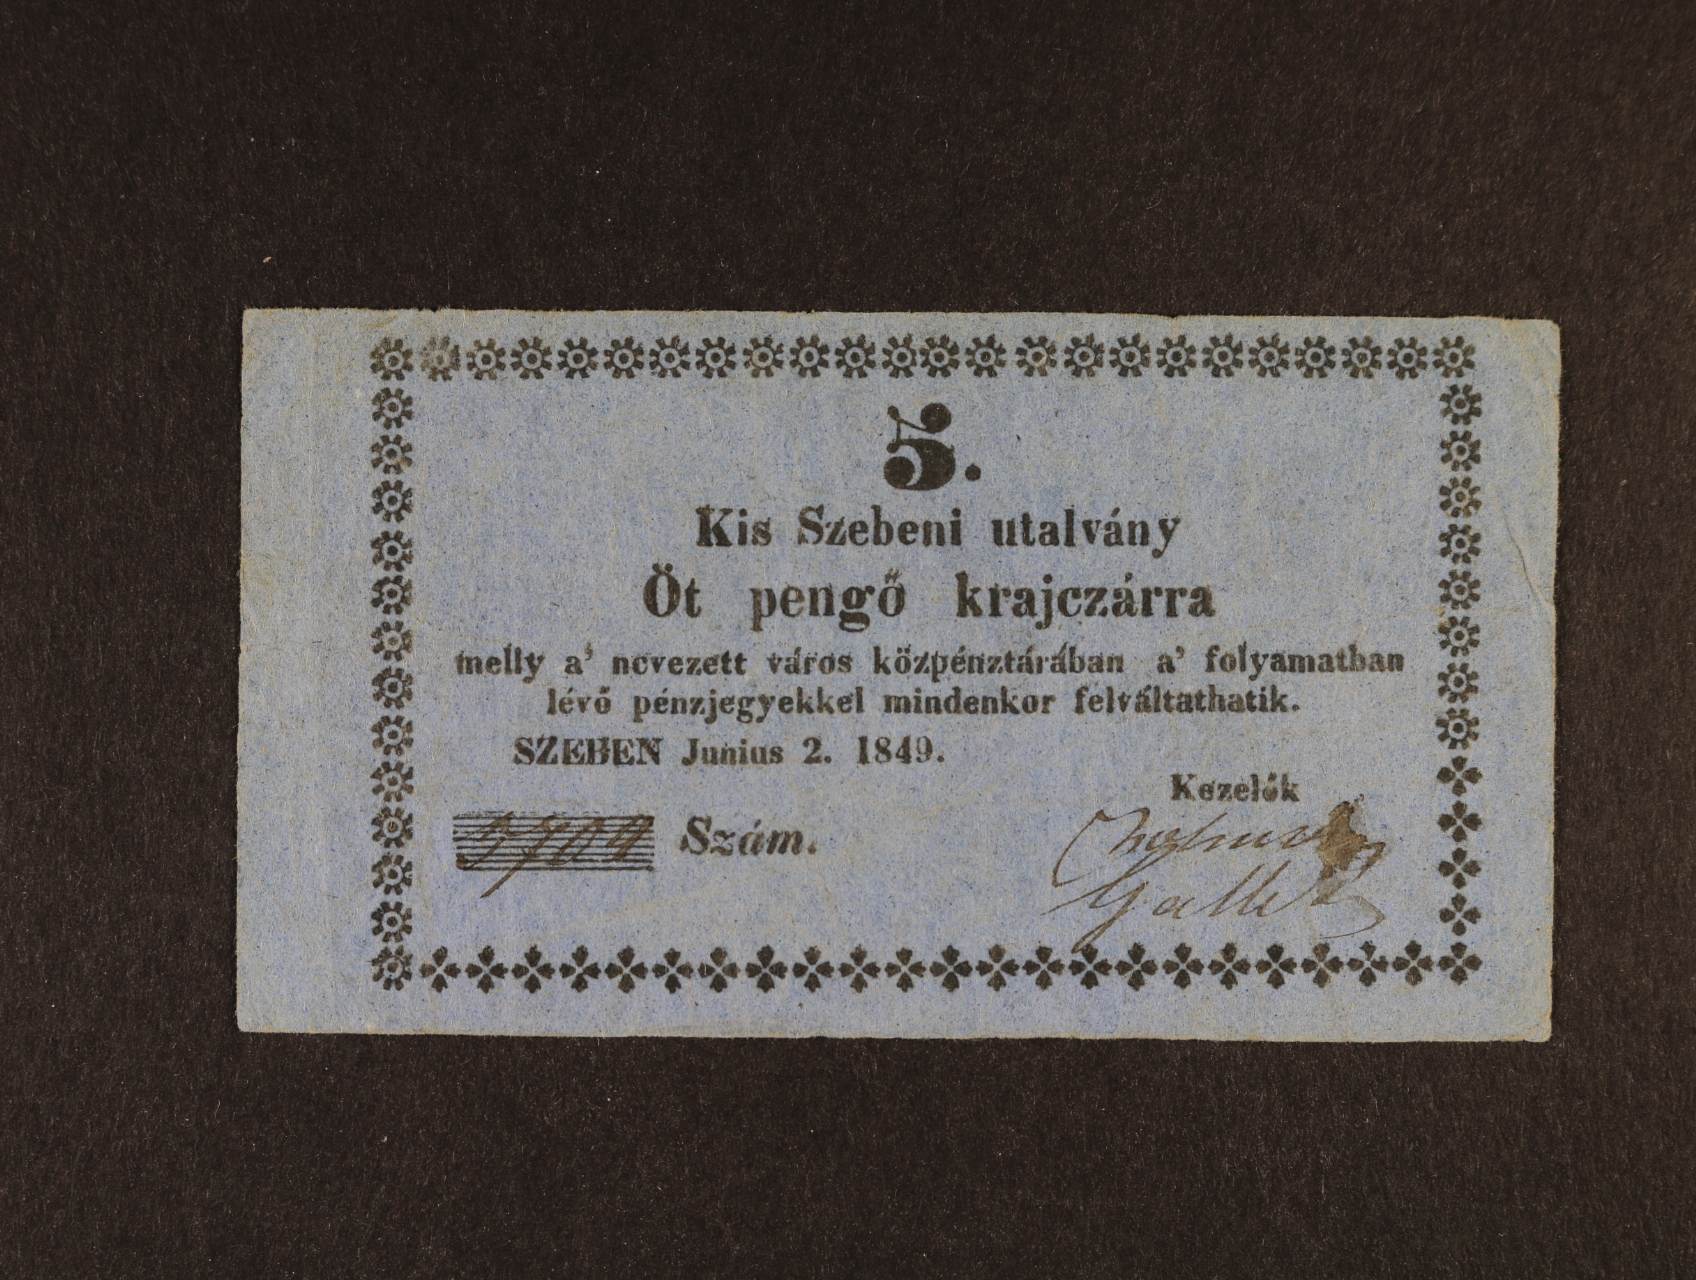 5.
Kis Szebeni utalvány
Öt pengő krajczárra
melly a' nevezett város közpénztárában a' folyamatban
lévő pénzjegyekkel mindenkor felváltathatik.
SZEBEN Junius 2. 1849.
Kezelők
Szám.